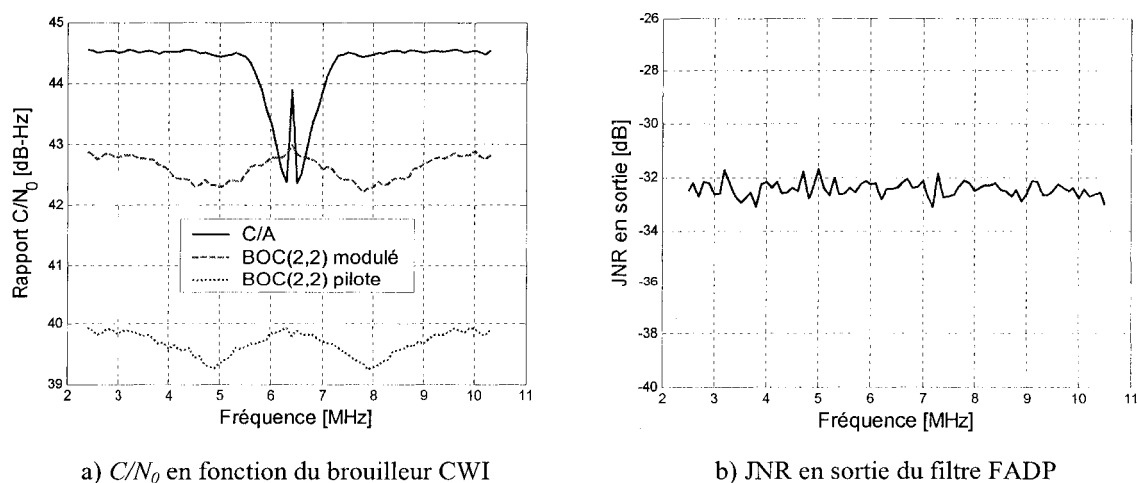 45
44
43
42
41
40
39
Rapport C/N0 [dB-Hz]
C/A
BOC(2,2) modulé
BOC(2,2) pilote
2 3 4 5 6 7 8 9 10 11
Fréquence [MHz]
a) C/N0 en fonction du brouilleur CWI
-26
-28
-30
-32
-34
-36
-38
-40
JNR en sortie [dB]
2 3 4 5 6 7 8 9 10 11
Fréquence [MHz]
b) JNR en sortie du filtre FADP